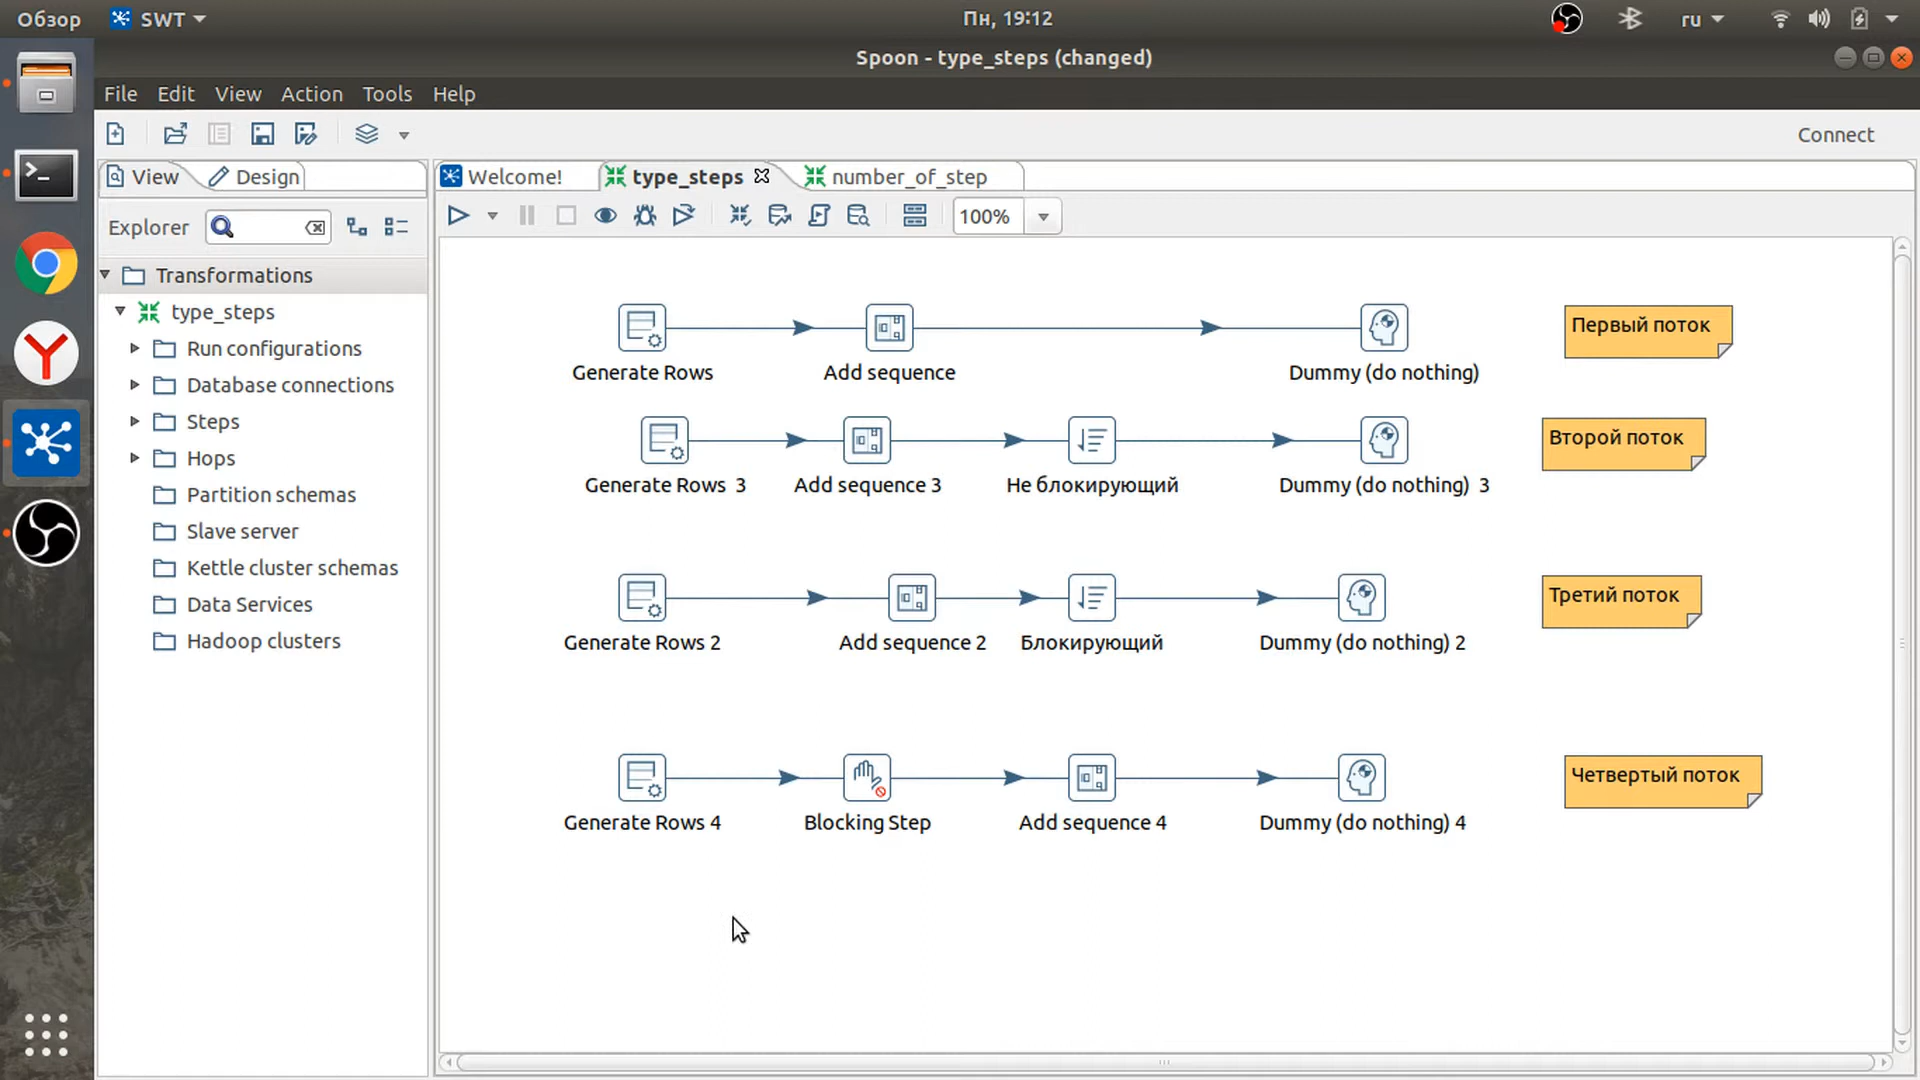 Обзор
SWT
Пн, 19:12
ru
Spoon - type_steps (changed)
File Edit View Action Tools Help
Connect
View
Design
Welcome!
type_steps
number_of_step
Explorer
100%
Transformations
type_steps
Run configurations
Database connections
Steps
Hops
Partition schemas
Slave server
Kettle cluster schemas
Data Services
Hadoop clusters
Generate Rows
Add sequence
Dummy (do nothing)
Первый поток
Generate Rows 3
Add sequence 3
Не блокирующий
Dummy (do nothing) 3
Второй поток
Generate Rows 2
Add sequence 2
Блокирующий
Dummy (do nothing) 2
Третий поток
Generate Rows 4
Blocking Step
Add sequence 4
Dummy (do nothing) 4
Четвертый поток